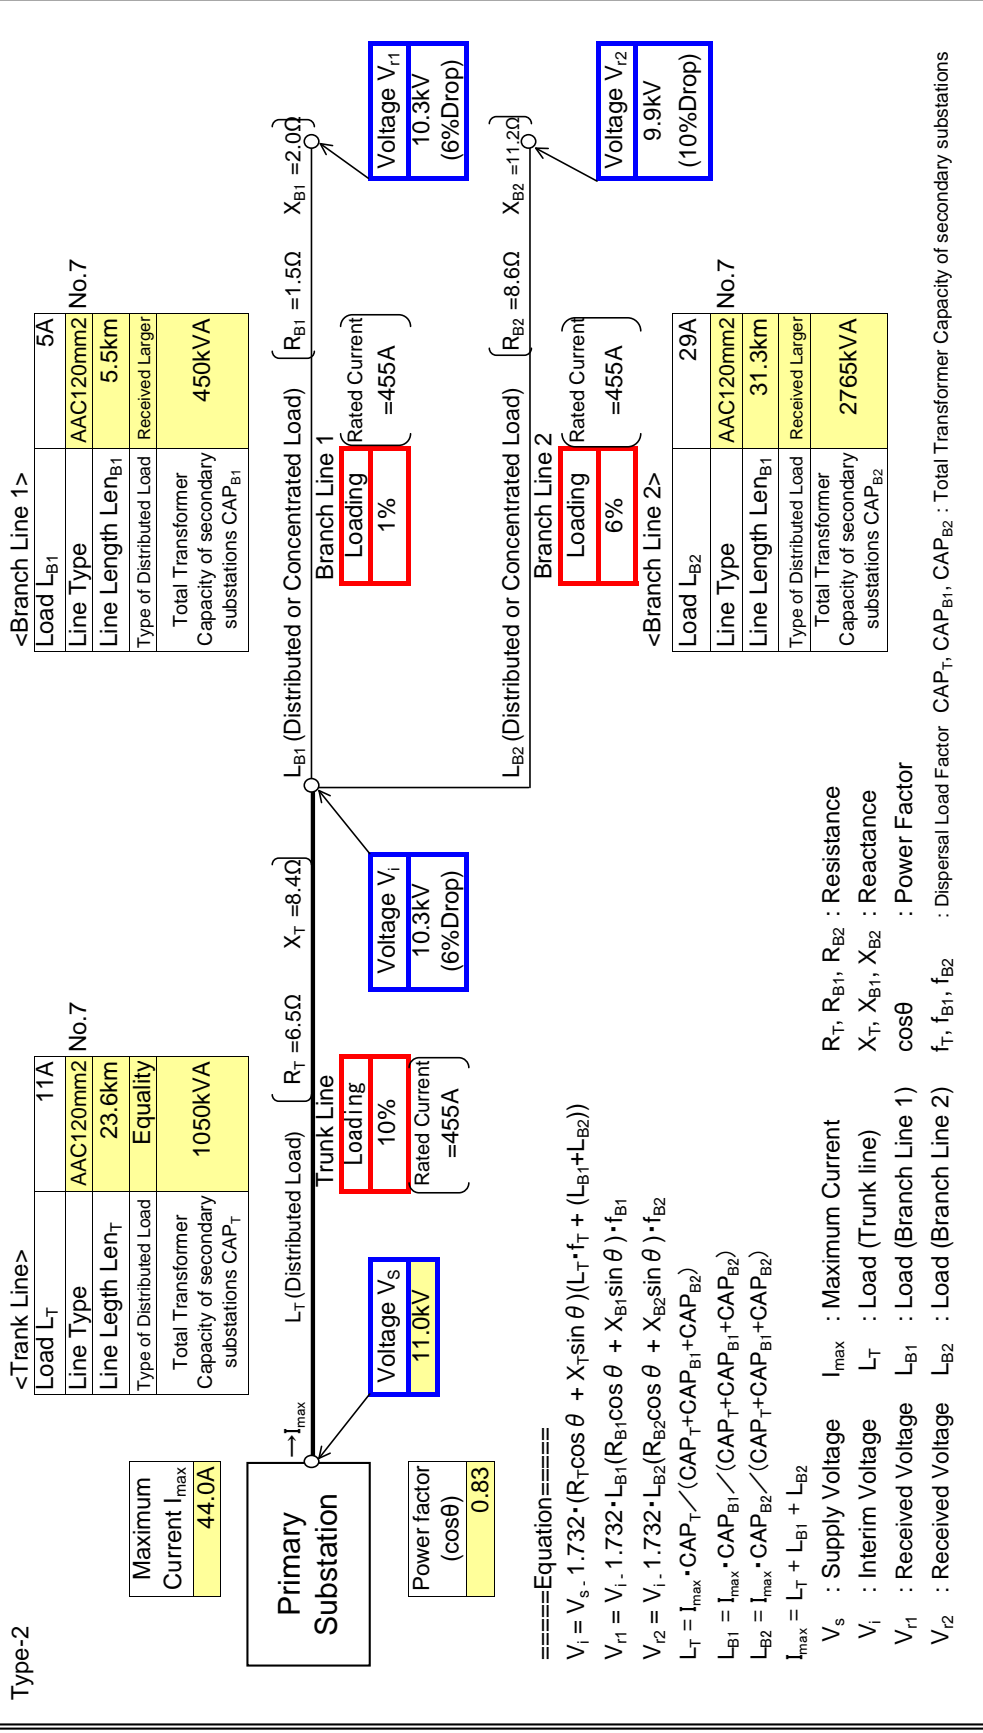 Type-2
<Trank Line>
Load LT 11A
Line Type AAC120mm2 No.7
Line Legth LenT 23.6km
Type of Distributed Load Equality
Total Transformer
Capacity of secondary
substations CAPT
1050kVA
<Branch Line 1>
Load LB1 5A
Line Type AAC120mm2 No.7
Line Length LenB1 5.5km
Type of Distributed Load Received Larger
Total Transformer
Capacity of secondary
substations CAPB1
450kVA
Maximum
Current Imax
44.0A
Primary
Substation
→Imax
Power factor
(cosθ)
0.83
Voltage VS
11.0kV
LT (Distributed Load)
RT =6.5Ω XT =8.4Ω
Trunk Line
Loading
10%
Rated Current
=455A
Voltage Vi
10.3kV
(6%Drop)
LB1 (Distributed or Concentrated Load)
RB1 =1.5Ω XB1 =2.0Ω
Branch Line 1
Loading
1%
Rated Current
=455A
Voltage Vr1
10.3kV
(6%Drop)
LB2 (Distributed or Concentrated Load)
RB2 =8.6Ω XB2 =11.2Ω
Branch Line 2
Loading
6%
Rated Current
=455A
Voltage Vr2
9.9kV
(10%Drop)
<Branch Line 2>
Load LB2 29A
Line Type AAC120mm2 No.7
Line Length LenB1 31.3km
Type of Distributed Load Received Larger
Total Transformer
Capacity of secondary
substations CAPB2
2765kVA
=====Equation=====
Vi = Vs - 1.732・(RTcos θ + XTsin θ)(LT・fT + (LB1+LB2))
Vr1 = Vi - 1.732・LB1(RB1cos θ + XB1sin θ)・fB1
Vr2 = Vi - 1.732・LB2(RB2cos θ + XB2sin θ)・fB2
LT = Imax・CAPT／(CAPT+CAPB1+CAPB2)
LB1 = Imax・CAPB1／(CAPT+CAPB1+CAPB2)
LB2 = Imax・CAPB2／(CAPT+CAPB1+CAPB2)
Imax = LT + LB1 + LB2
Vs : Supply Voltage Imax : Maximum Current RT, RB1, RB2 : Resistance
Vi : Interim Voltage LT : Load (Trunk line) XT, XB1, XB2 : Reactance
Vr1 : Received Voltage LB1 : Load (Branch Line 1) cosθ : Power Factor
Vr2 : Received Voltage LB2 : Load (Branch Line 2) fT, fB1, fB2 : Dispersal Load Factor CAPT, CAPB1, CAPB2 : Total Transformer Capacity of secondary substations